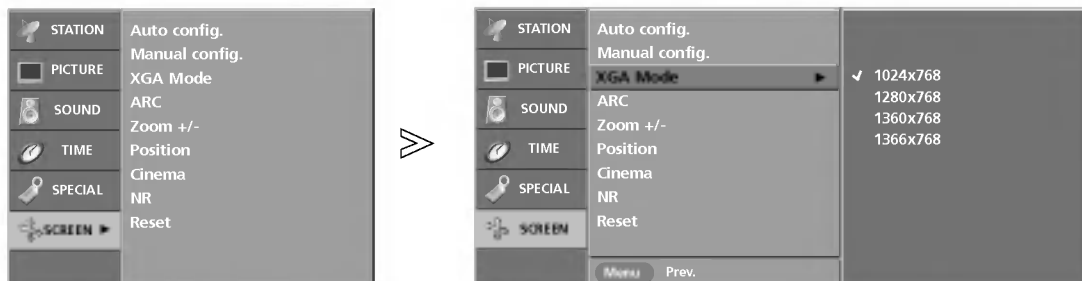 STATION
PICTURE
SOUND
TIME
SPECIAL
SCREEN
Auto config.
Manual config.
XGA Mode
ARC
Zoom +/-
Position
Cinema
NR
Reset
STATION
PICTURE
SOUND
TIME
SPECIAL
SCREEN
Auto config.
Manual config.
XGA Mode
ARC
Zoom +/-
Position
Cinema
NR
Reset
Menu Prev.
1024x768
1280x768
1360x768
1366x768